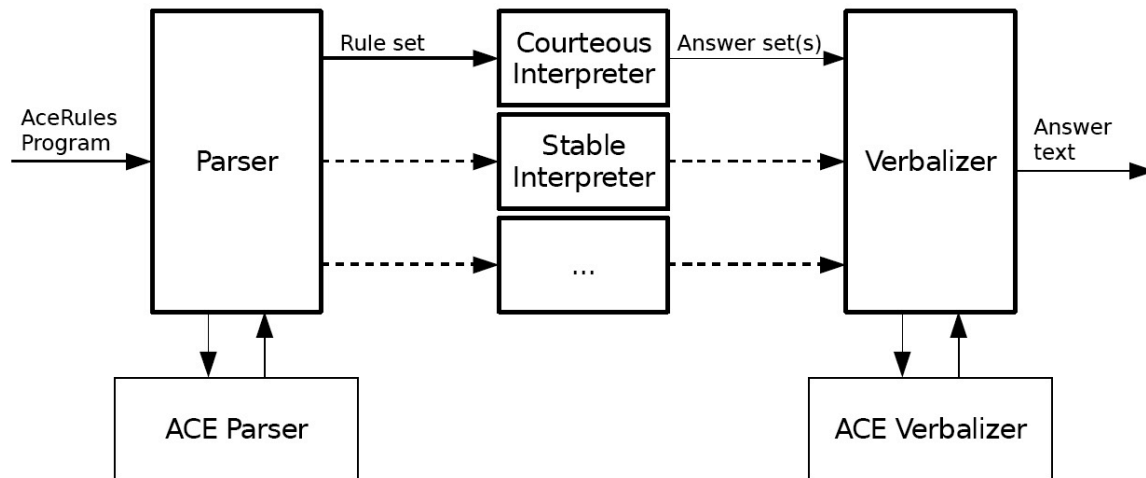 Rule set
Courteous
Interpreter
Answer set(s)
AceRules
Program
Parser
Stable
Interpreter
Verbalizer
Answer
text
...
ACE Parser
ACE Verbalizer